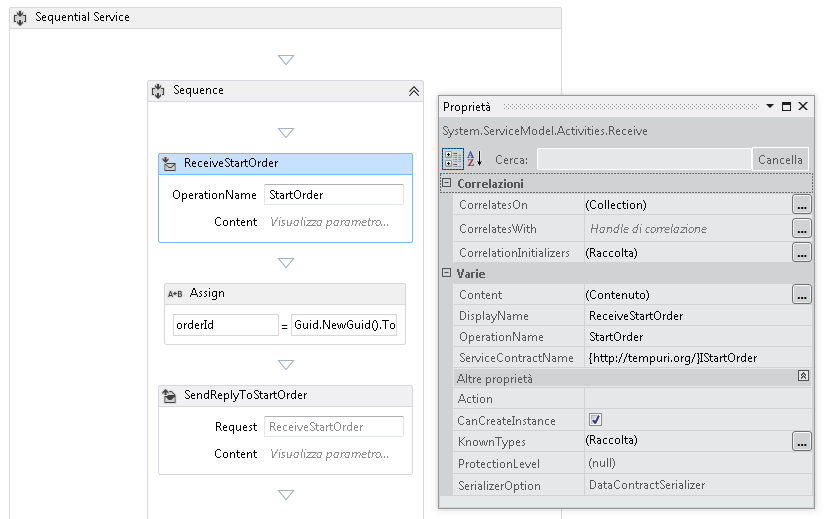 Sequential Service
Sequence
ReceiveStartOrder
OperationName StartOrder
Content Visualizza parametro...
Assign
A+B
orderId = Guid.NewGuid().To
SendReplyToStartOrder
Request ReceiveStartOrder
Content Visualizza parametro...
Proprietà
System.ServiceModel.Activities.Receive
A Z Cerca: Cancella
Correlazioni
CorrelatesOn (Collection) ...
CorrelatesWith Handle di correlazione ...
CorrelationInitializers (Raccolta) ...
Varie
Content (Contenuto) ...
DisplayName ReceiveStartOrder
OperationName StartOrder
ServiceContractName {http://tempuri.org/}IStartOrder
Altre proprietà
Action
CanCreateInstance
KnownTypes (Raccolta) ...
ProtectionLevel (null)
SerializerOption DataContractSerializer